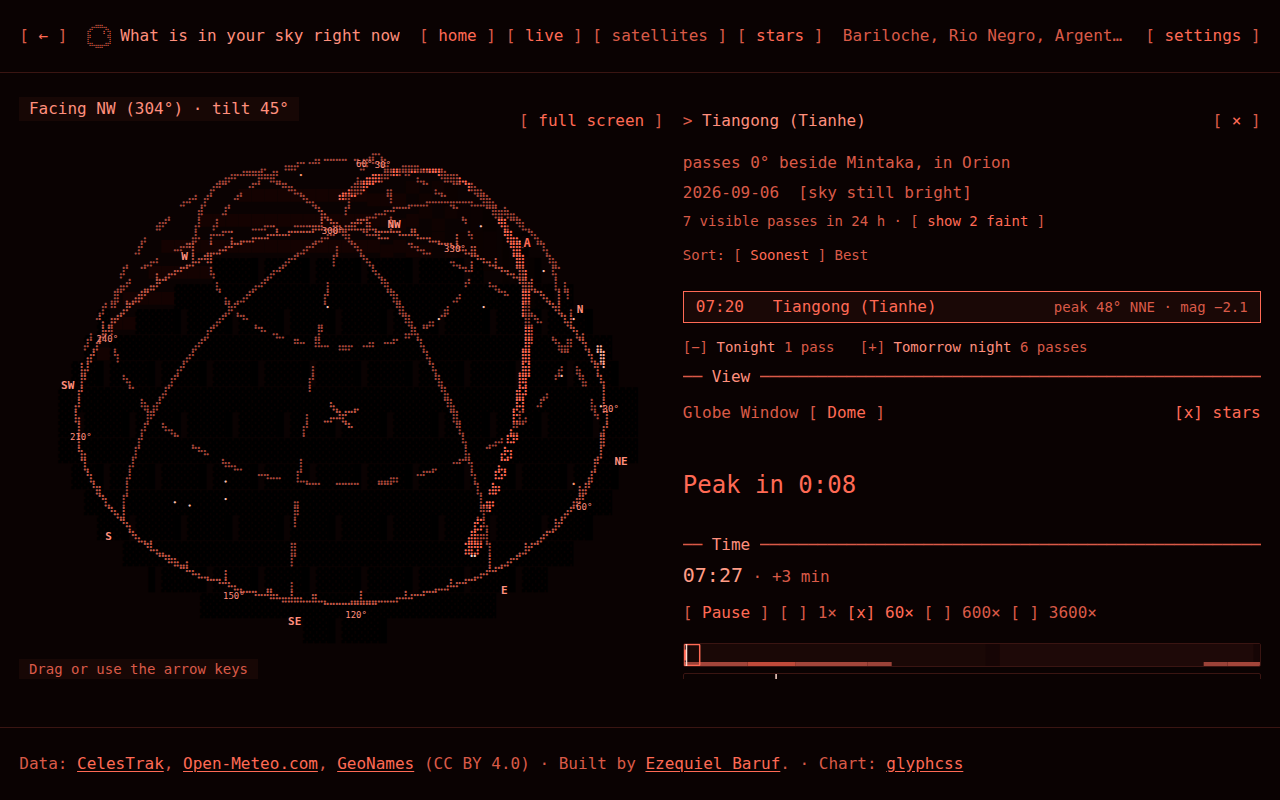 [ ← ] What is in your sky right now [ home ] [ live ] [ satellites ] [ stars ] Bariloche, Rio Negro, Argent… [ settings ]
Facing NW (304°) · tilt 45°
[ full screen ]
60° 30°
300°
NW
330°
A
W
N
240°
SW
30°
210°
NE
60°
S
E
150°
120°
SE
Drag or use the arrow keys
> Tiangong (Tianhe) [ × ]
passes 0° beside Mintaka, in Orion
2026-09-06 [sky still bright]
7 visible passes in 24 h · [ show 2 faint ]
Sort: [ Soonest ] Best
07:20 Tiangong (Tianhe) peak 48° NNE · mag −2.1
[−] Tonight 1 pass [+] Tomorrow night 6 passes
View
Globe Window [ Dome ] [x] stars
Peak in 0:08
Time
07:27 · +3 min
[ Pause ] [ ] 1× [x] 60× [ ] 600× [ ] 3600×
Data: CelesTrak, Open-Meteo.com, GeoNames (CC BY 4.0) · Built by Ezequiel Baruf. · Chart: glyphcss